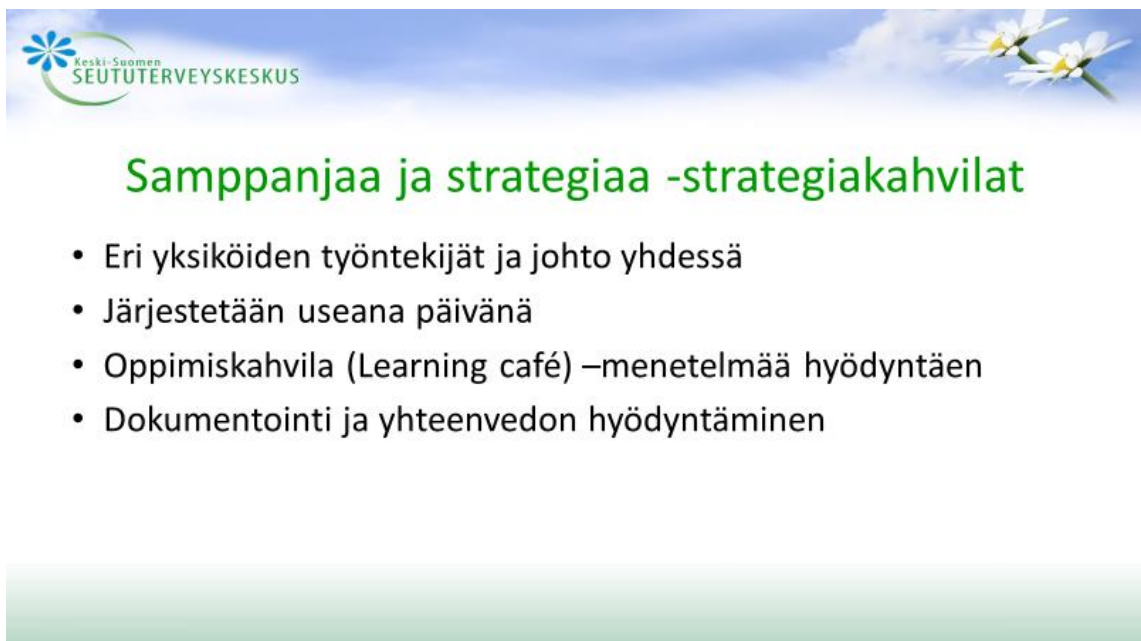 Keski-Suomen
SEUTUTERVEYSKESKUS
Samppanjaa ja strategiaa -strategiakahvilat
• Eri yksiköiden työntekijät ja johto yhdessä
• Järjestetään useana päivänä
• Oppimiskahvila (Learning café) –menetelmää hyödyntäen
• Dokumentointi ja yhteenvedon hyödyntäminen